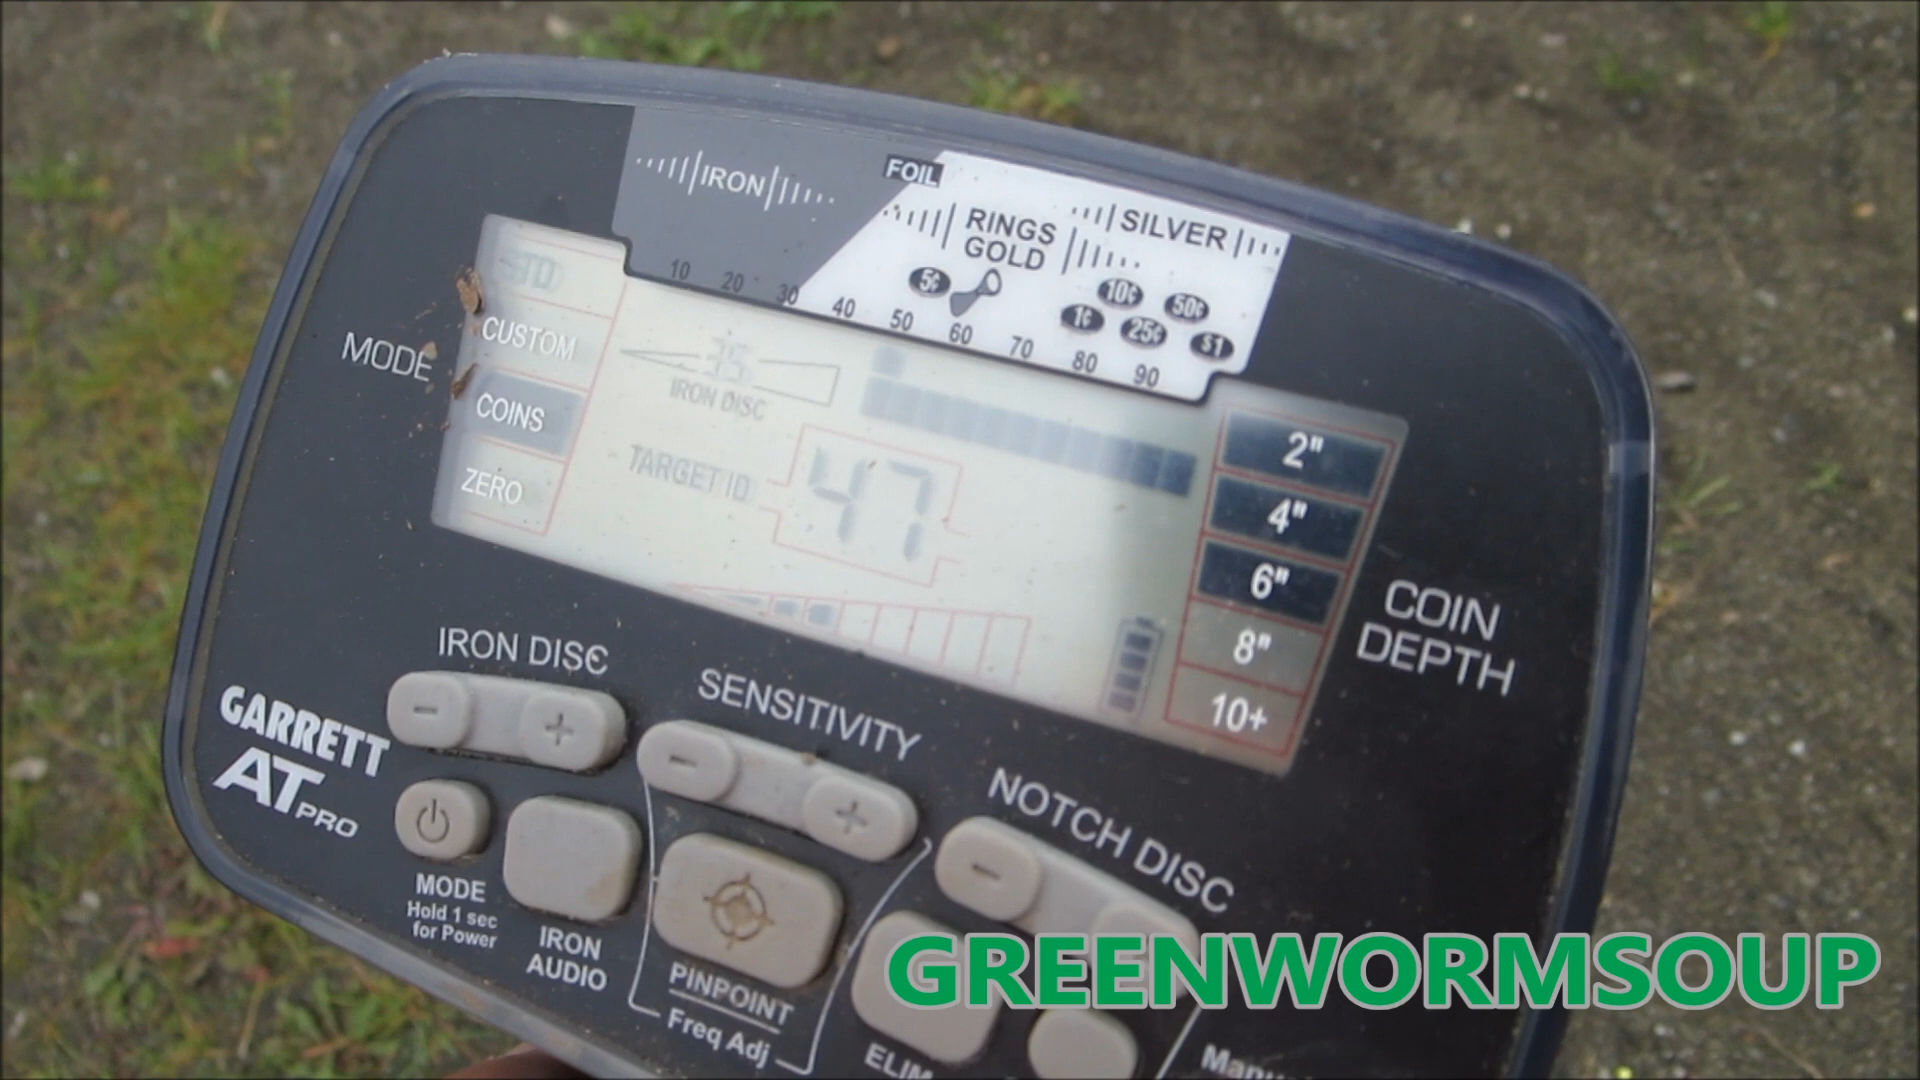 IRON
FOIL
RINGS
GOLD
SILVER
5¢
10¢
50¢
1¢
25¢
$1
10 20 30 40 50 60 70 80 90
MODE
STD
CUSTOM
COINS
ZERO
35
IRON DISC
TARGET ID
47
2"
4"
6"
8"
10+
COIN
DEPTH
IRON DISC
- +
SENSITIVITY
- +
NOTCH DISC
-
GARRETT
AT PRO
MODE
Hold 1 sec
for Power
IRON
AUDIO
PINPOINT
Freq Adj
ELIM
GREENWORMSOUP